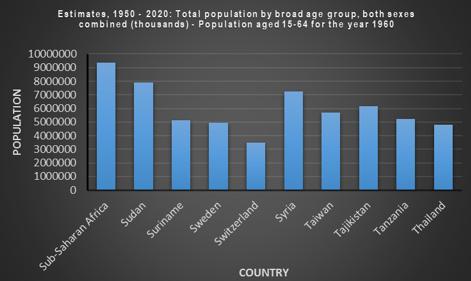 Estimates, 1950 - 2020: Total population by broad age group, both sexes
combined (thousands) - Population aged 15-64 for the year 1960
POPULATION
10000000
9000000
8000000
7000000
6000000
5000000
4000000
3000000
2000000
1000000
0
Sub-Saharan Africa
Sudan
Suriname
Sweden
Switzerland
Syria
Taiwan
Tajikistan
Tanzania
Thailand
COUNTRY